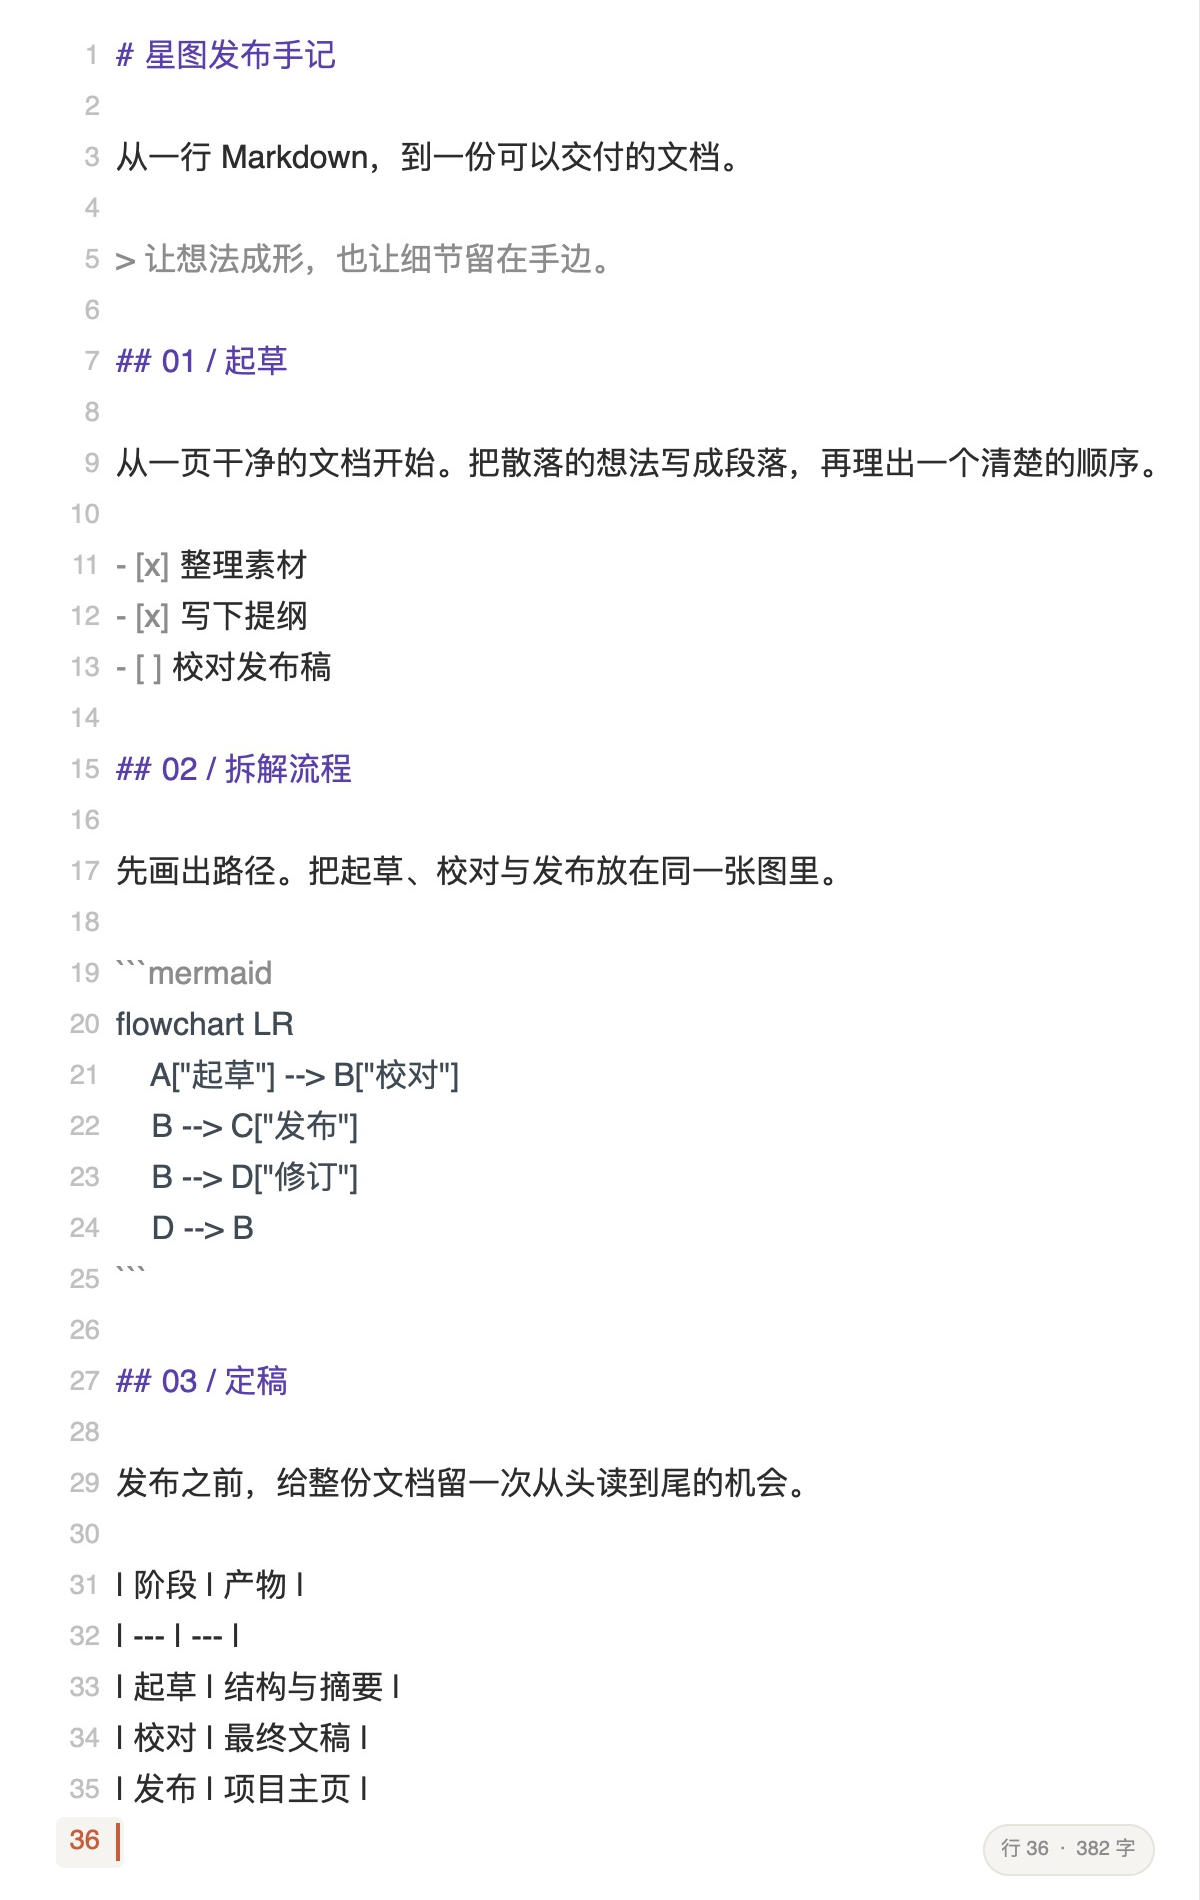 1 # 星图发布手记
2
3 从一行 Markdown，到一份可以交付的文档。
4
5 > 让想法成形，也让细节留在手边。
6
7 ## 01 / 起草
8
9 从一页干净的文档开始。把散落的想法写成段落，再理出一个清楚的顺序。
10
11 - [x] 整理素材
12 - [x] 写下提纲
13 - [ ] 校对发布稿
14
15 ## 02 / 拆解流程
16
17 先画出路径。把起草、校对与发布放在同一张图里。
18
19 ```mermaid
20 flowchart LR
21     A["起草"] --> B["校对"]
22     B --> C["发布"]
23     B --> D["修订"]
24     D --> B
25 ```
26
27 ## 03 / 定稿
28
29 发布之前，给整份文档留一次从头读到尾的机会。
30
31 | 阶段 | 产物 |
32 | --- | --- |
33 | 起草 | 结构与摘要 |
34 | 校对 | 最终文稿 |
35 | 发布 | 项目主页 |
36
行 36 · 382 字